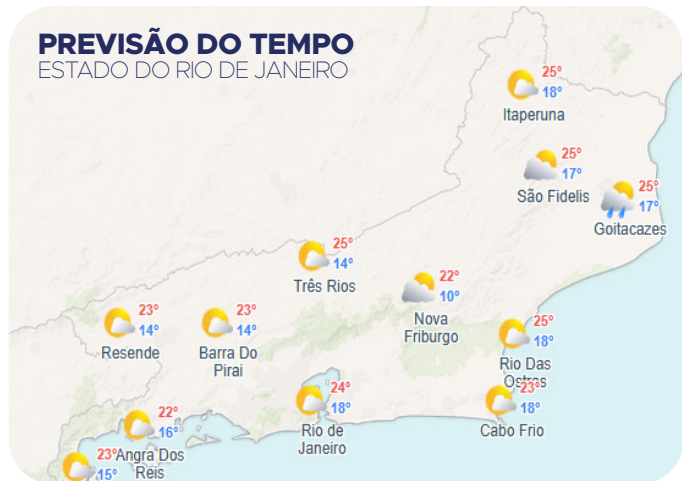 PREVISÃO DO TEMPO
ESTADO DO RIO DE JANEIRO
25°
18°
Itaperuna
25°
17°
São Fidelis
25°
17°
Goitacazes
25°
14°
Três Rios
22°
10°
Nova
Friburgo
23°
14°
Resende
23°
14°
Barra Do
Pirai
25°
18°
Rio Das
Ostras
24°
18°
Rio de
Janeiro
23°
18°
Cabo Frio
22°
16°
Angra Dos
Reis
23°
15°